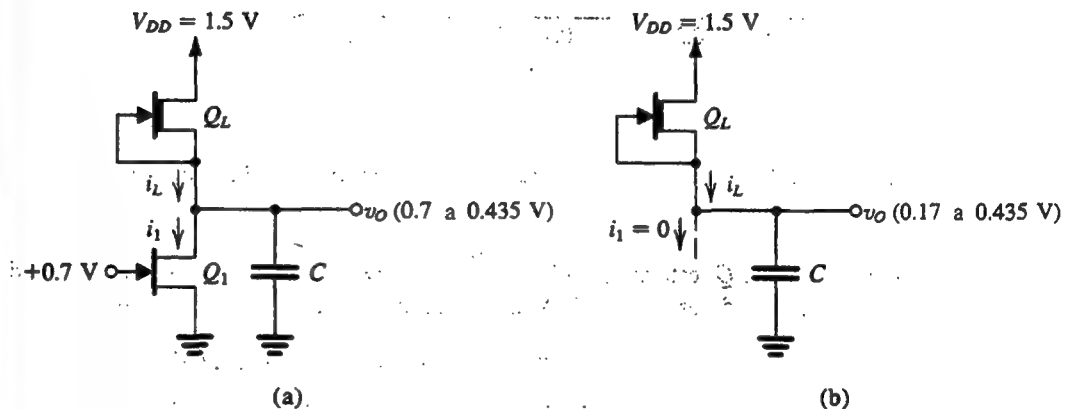 V_DD = 1.5 V
Q_L
i_L
i_1
v_O (0.7 a 0.435 V)
+0.7 V
Q_1
C
(a)
V_DD = 1.5 V
Q_L
i_L
i_1 = 0
v_O (0.17 a 0.435 V)
C
(b)